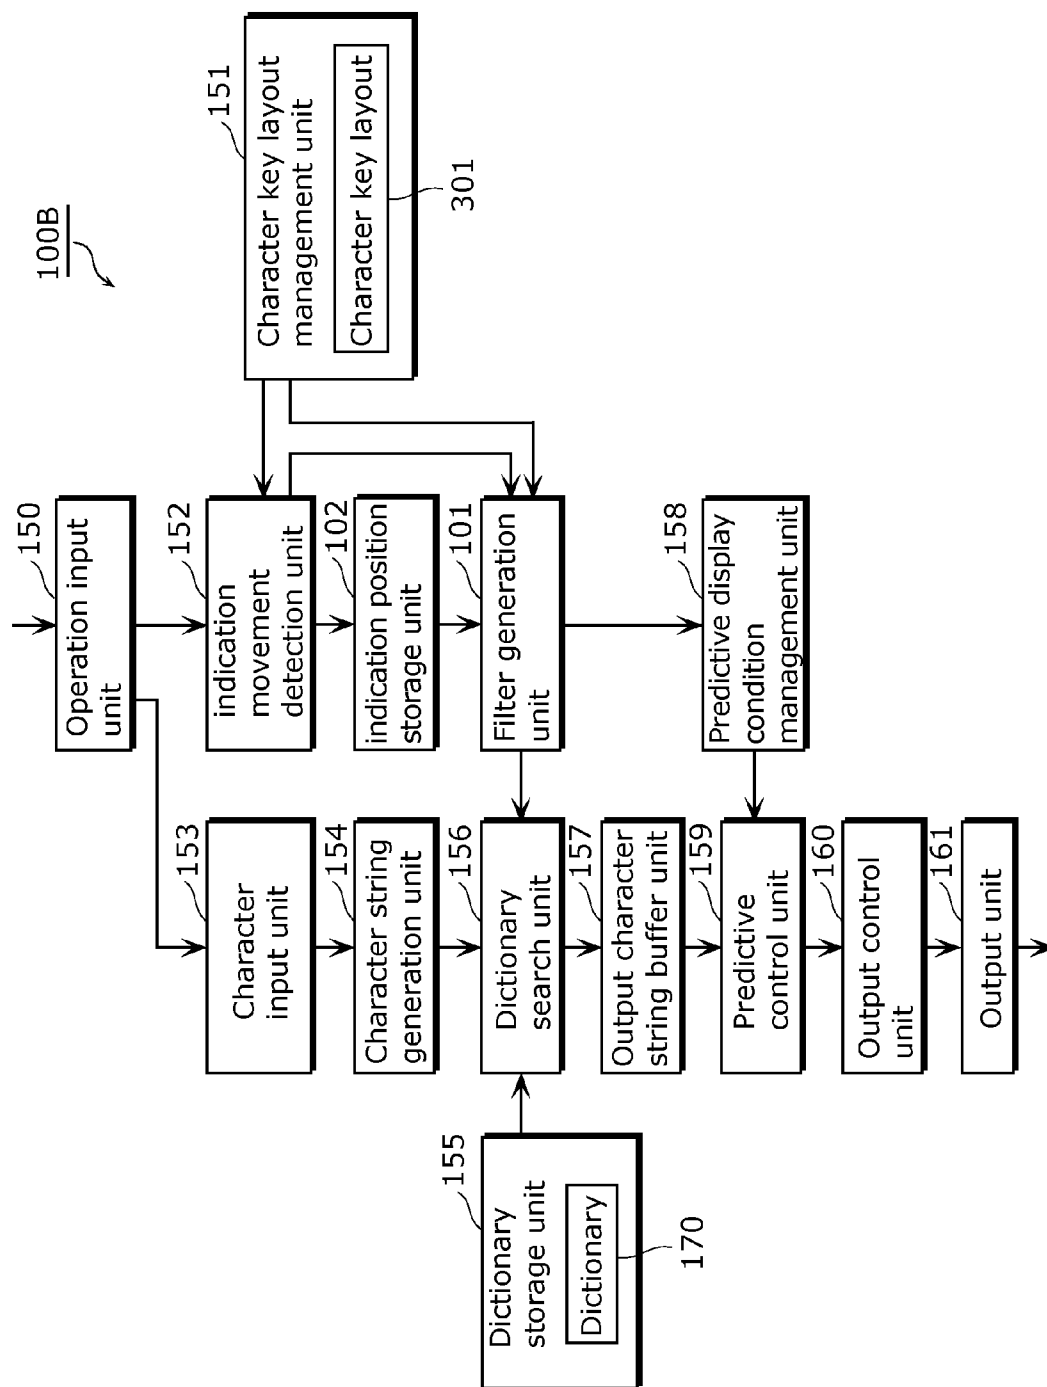 100B
151
Character key layout
management unit
Character key layout
301
150
Operation input
unit
152
indication
movement
detection unit
102
indication position
storage unit
101
Filter generation
unit
158
Predictive display
condition
management unit
153
Character
input unit
154
Character string
generation unit
156
Dictionary
search unit
157
Output character
string buffer unit
159
Predictive
control unit
160
Output control
unit
161
Output unit
155
Dictionary
storage unit
Dictionary
170